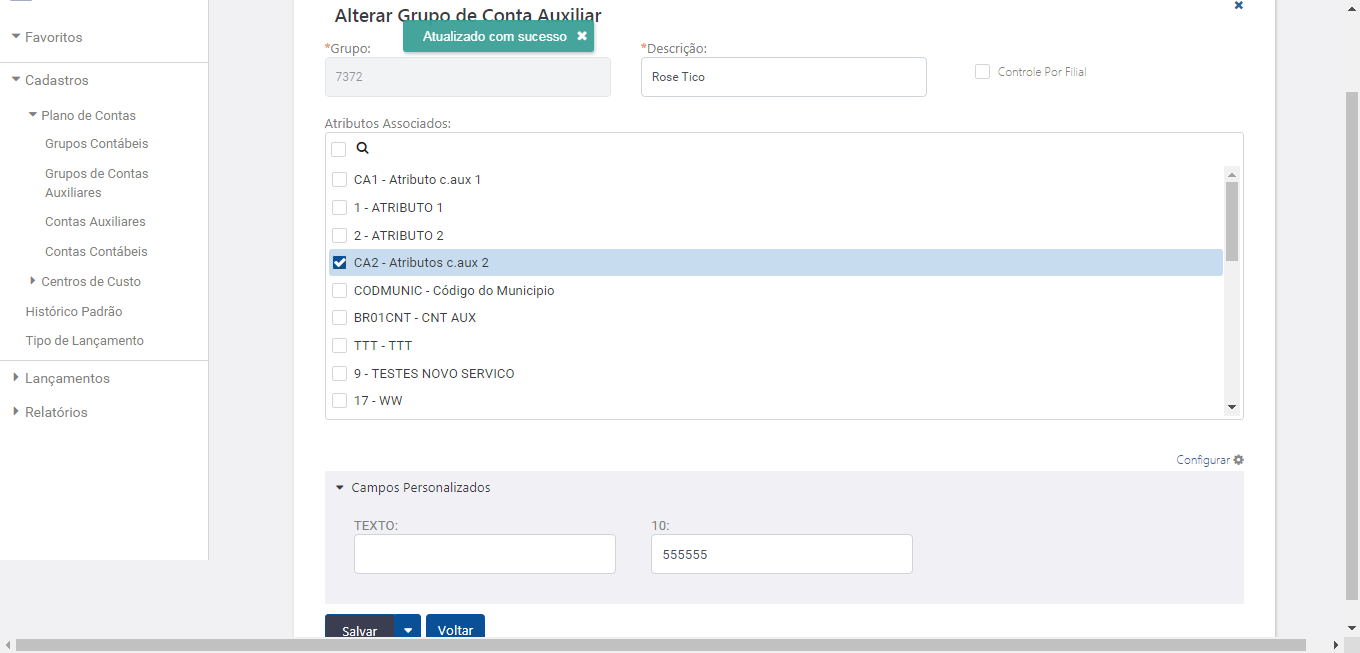 Alterar Grupo de Conta Auxiliar
Atualizado com sucesso ✖
Favoritos
Cadastros
Plano de Contas
Grupos Contábeis
Grupos de Contas
Auxiliares
Contas Auxiliares
Contas Contábeis
Centros de Custo
Histórico Padrão
Tipo de Lançamento
Lançamentos
Relatórios
*Grupo:
7372
*Descrição:
Rose Tico
Controle Por Filial
Atributos Associados:
CA1 - Atributo c.aux 1
1 - ATRIBUTO 1
2 - ATRIBUTO 2
CA2 - Atributos c.aux 2
CODMUNIC - Código do Municipio
BR01CNT - CNT AUX
TTT - TTT
9 - TESTES NOVO SERVICO
17 - WW
Configurar
Campos Personalizados
TEXTO:
10:
555555
Salvar
Voltar